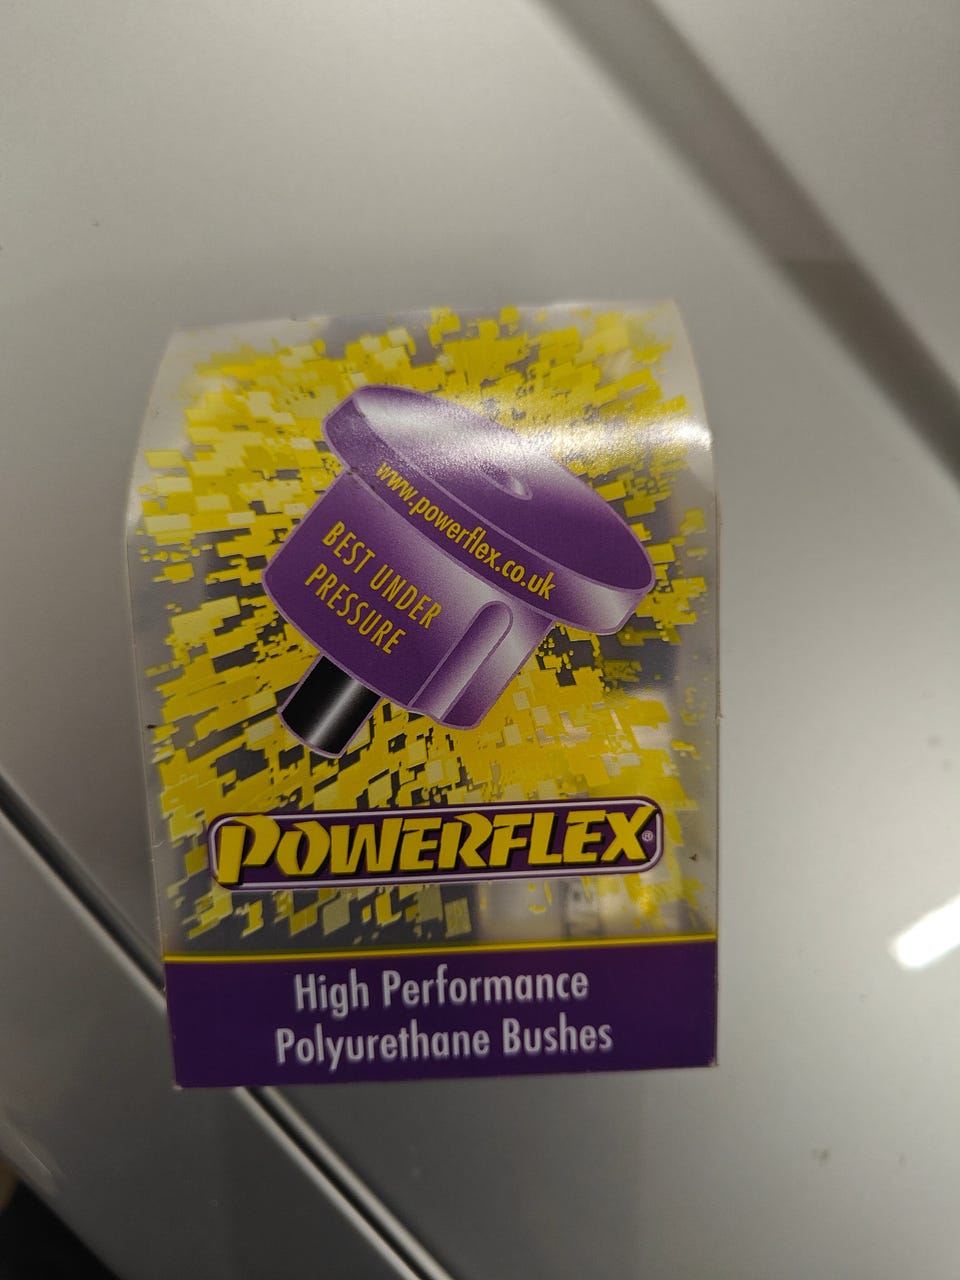 www.powerflex.co.uk
BEST UNDER
PRESSURE
POWERFLEX®
High Performance
Polyurethane Bushes